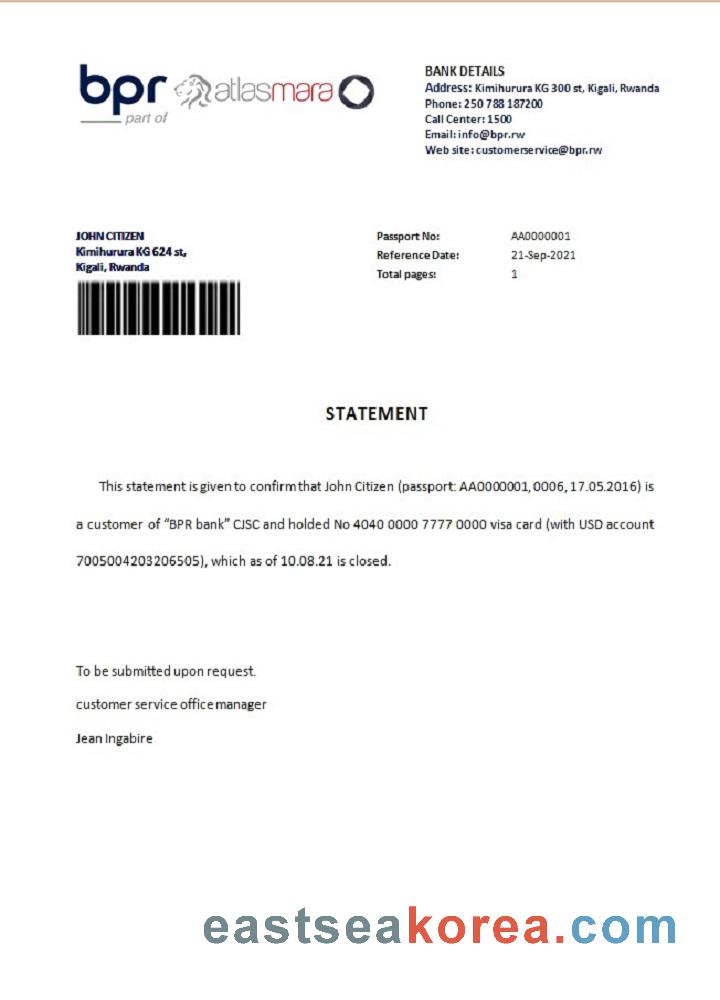 bpr atlasmara
part of
BANK DETAILS
Address: Kimihurura KG 300 st, Kigali, Rwanda
Phone: 250 788 187200
Call Center: 1500
Email: info@bpr.rw
Web site: customerservice@bpr.rw
JOHN CITIZEN
Kimihurura KG 624 st,
Kigali, Rwanda
Passport No: AA0000001
Reference Date: 21-Sep-2021
Total pages: 1
STATEMENT
This statement is given to confirm that John Citizen (passport: AA0000001, 0006, 17.05.2016) is
a customer of “BPR bank” CJSC and holded No 4040 0000 7777 0000 visa card (with USD account
7005004203206505), which as of 10.08.21 is closed.
To be submitted upon request.
customer service office manager
Jean Ingabire
eastseakorea.com